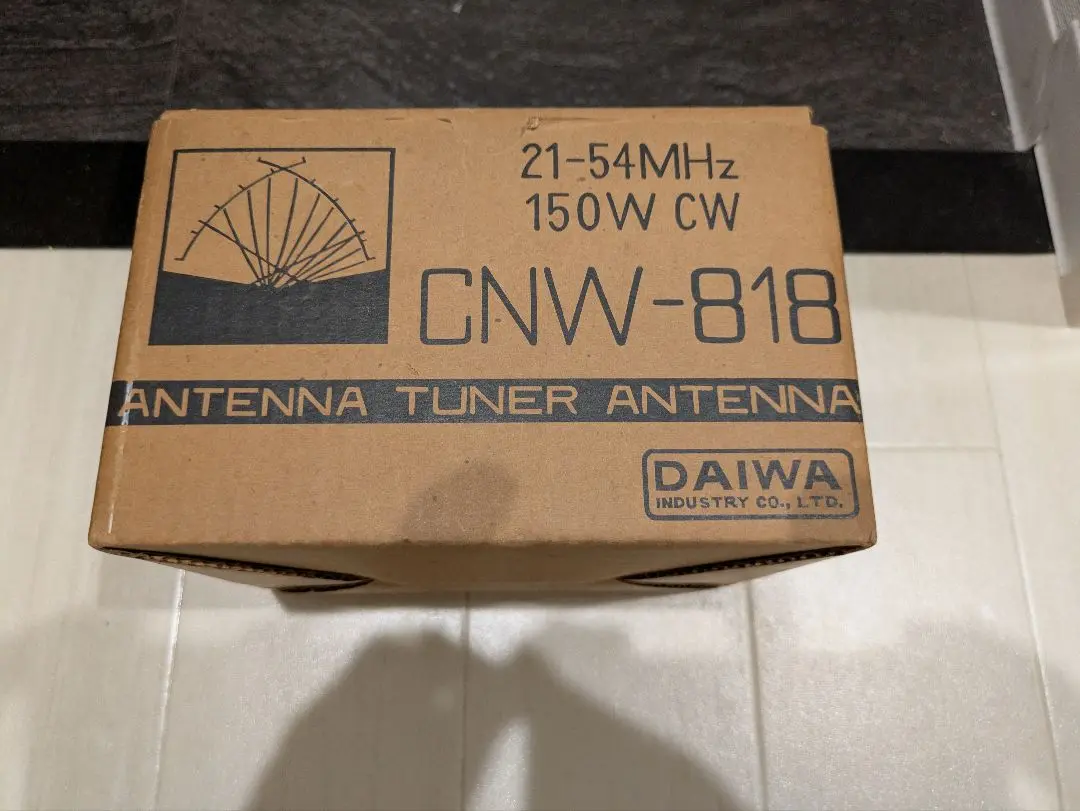 21-54MHz
150W CW
CNW-818
ANTENNA TUNER ANTENNA
DAIWA
INDUSTRY CO., LTD.